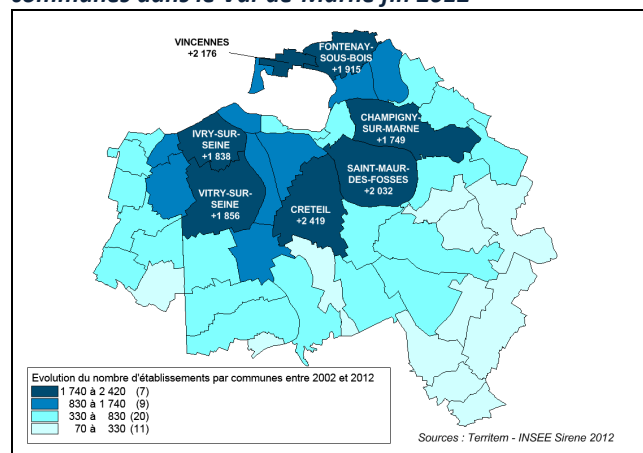 communes dans le Val-de-Marne fin 2012
VINCENNES
+2 176
FONTENAY-
SOUS-BOIS
+1 915
CHAMPIGNY-
SUR-MARNE
+1 749
IVRY-SUR-
SEINE
+1 838
SAINT-MAUR-
DES-FOSSES
+2 032
VITRY-SUR-
SEINE
+1 856
CRETEIL
+2 419
Evolution du nombre d'établissements par communes entre 2002 et 2012
1 740 à 2 420 (7)
830 à 1 740 (9)
330 à 830 (20)
70 à 330 (11)
Sources : Territem - INSEE Sirene 2012